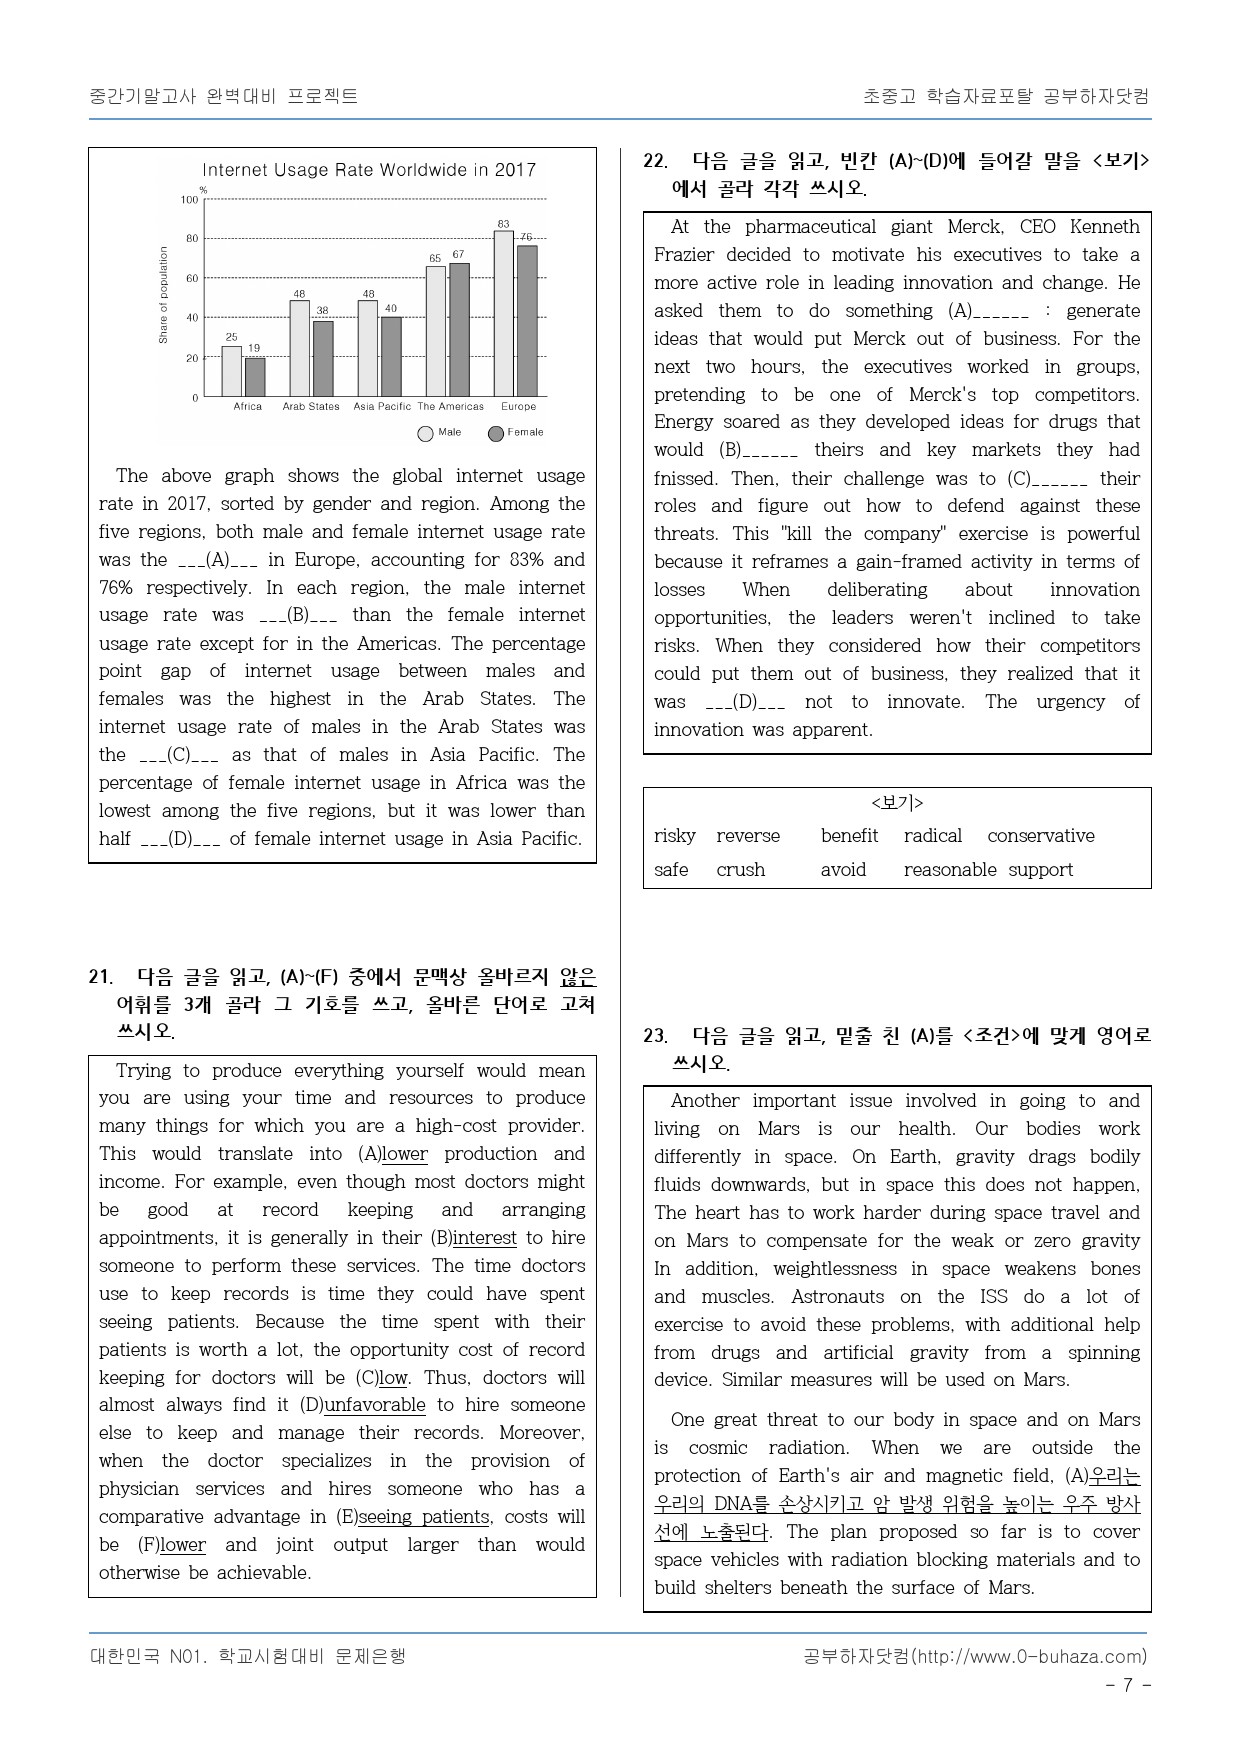 중간기말고사 완벽대비 프로젝트
초중고 학습자료포탈 공부하자닷컴
Internet Usage Rate Worldwide in 2017
%
100
80
60
40
20
0
Share of population
25
19
48
38
48
40
65
67
83
76
Africa
Arab States
Asia Pacific
The Americas
Europe
Male
Female
The above graph shows the global internet usage
rate in 2017, sorted by gender and region. Among the
five regions, both male and female internet usage rate
was the ___(A)___ in Europe, accounting for 83% and
76% respectively. In each region, the male internet
usage rate was ___(B)___ than the female internet
usage rate except for in the Americas. The percentage
point gap of internet usage between males and
females was the highest in the Arab States. The
internet usage rate of males in the Arab States was
the ___(C)___ as that of males in Asia Pacific. The
percentage of female internet usage in Africa was the
lowest among the five regions, but it was lower than
half ___(D)___ of female internet usage in Asia Pacific.
21. 다음 글을 읽고, (A)~(F) 중에서 문맥상 올바르지 않은
어휘를 3개 골라 그 기호를 쓰고, 올바른 단어로 고쳐
쓰시오.
Trying to produce everything yourself would mean
you are using your time and resources to produce
many things for which you are a high-cost provider.
This would translate into (A)lower production and
income. For example, even though most doctors might
be good at record keeping and arranging
appointments, it is generally in their (B)interest to hire
someone to perform these services. The time doctors
use to keep records is time they could have spent
seeing patients. Because the time spent with their
patients is worth a lot, the opportunity cost of record
keeping for doctors will be (C)low. Thus, doctors will
almost always find it (D)unfavorable to hire someone
else to keep and manage their records. Moreover,
when the doctor specializes in the provision of
physician services and hires someone who has a
comparative advantage in (E)seeing patients, costs will
be (F)lower and joint output larger than would
otherwise be achievable.
22. 다음 글을 읽고, 빈칸 (A)~(D)에 들어갈 말을 <보기>
에서 골라 각각 쓰시오.
At the pharmaceutical giant Merck, CEO Kenneth
Frazier decided to motivate his executives to take a
more active role in leading innovation and change. He
asked them to do something (A)______ : generate
ideas that would put Merck out of business. For the
next two hours, the executives worked in groups,
pretending to be one of Merck's top competitors.
Energy soared as they developed ideas for drugs that
would (B)______ theirs and key markets they had
fnissed. Then, their challenge was to (C)______ their
roles and figure out how to defend against these
threats. This "kill the company" exercise is powerful
because it reframes a gain-framed activity in terms of
losses When deliberating about innovation
opportunities, the leaders weren't inclined to take
risks. When they considered how their competitors
could put them out of business, they realized that it
was ___(D)___ not to innovate. The urgency of
innovation was apparent.
<보기>
risky reverse benefit radical conservative
safe crush avoid reasonable support
23. 다음 글을 읽고, 밑줄 친 (A)를 <조건>에 맞게 영어로
쓰시오.
Another important issue involved in going to and
living on Mars is our health. Our bodies work
differently in space. On Earth, gravity drags bodily
fluids downwards, but in space this does not happen,
The heart has to work harder during space travel and
on Mars to compensate for the weak or zero gravity
In addition, weightlessness in space weakens bones
and muscles. Astronauts on the ISS do a lot of
exercise to avoid these problems, with additional help
from drugs and artificial gravity from a spinning
device. Similar measures will be used on Mars.
One great threat to our body in space and on Mars
is cosmic radiation. When we are outside the
protection of Earth's air and magnetic field, (A)우리는
우리의 DNA를 손상시키고 암 발생 위험을 높이는 우주 방사
선에 노출된다. The plan proposed so far is to cover
space vehicles with radiation blocking materials and to
build shelters beneath the surface of Mars.
대한민국 N01. 학교시험대비 문제은행
공부하자닷컴(http://www.0-buhaza.com)
- 7 -